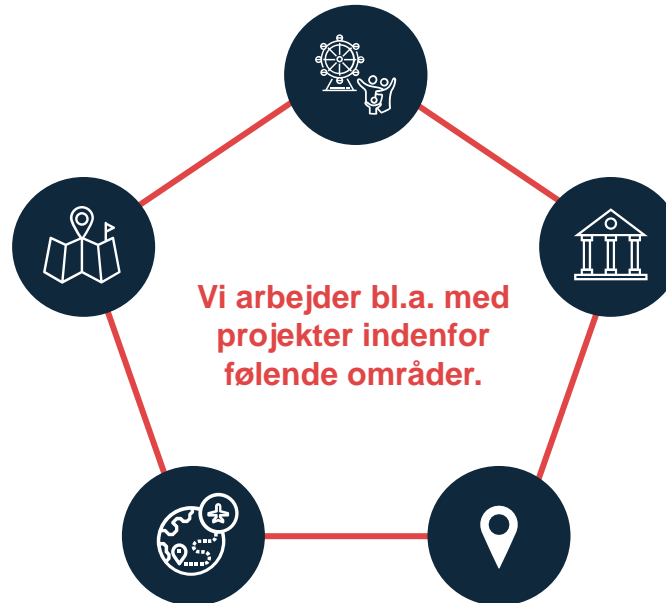 Vi arbejder bl.a. med
projekter indenfor
følende områder.